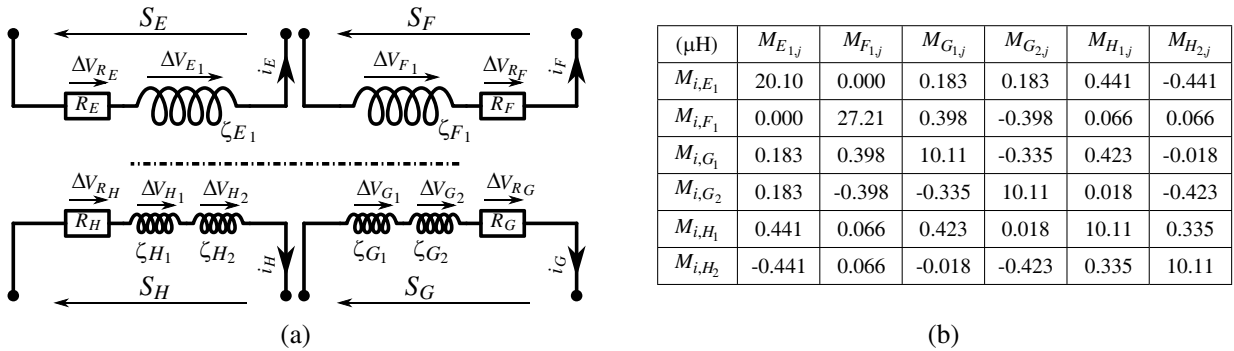 S_E S_F
ΔV_{R_E} ΔV_{E_1} i_E ΔV_{F_1} ΔV_{R_F} i_F
R_E ζ_{E_1} ζ_{F_1} R_F
ΔV_{R_H} ΔV_{H_1} ΔV_{H_2} ΔV_{G_1} ΔV_{G_2} ΔV_{R_G}
R_H ζ_{H_1} ζ_{H_2} i_H ζ_{G_1} ζ_{G_2} R_G i_G
S_H S_G
(a)
(μH) M_{E_{1,j}} M_{F_{1,j}} M_{G_{1,j}} M_{G_{2,j}} M_{H_{1,j}} M_{H_{2,j}}
M_{i,E_1} 20.10 0.000 0.183 0.183 0.441 -0.441
M_{i,F_1} 0.000 27.21 0.398 -0.398 0.066 0.066
M_{i,G_1} 0.183 0.398 10.11 -0.335 0.423 -0.018
M_{i,G_2} 0.183 -0.398 -0.335 10.11 0.018 -0.423
M_{i,H_1} 0.441 0.066 0.423 0.018 10.11 0.335
M_{i,H_2} -0.441 0.066 -0.018 -0.423 0.335 10.11
(b)